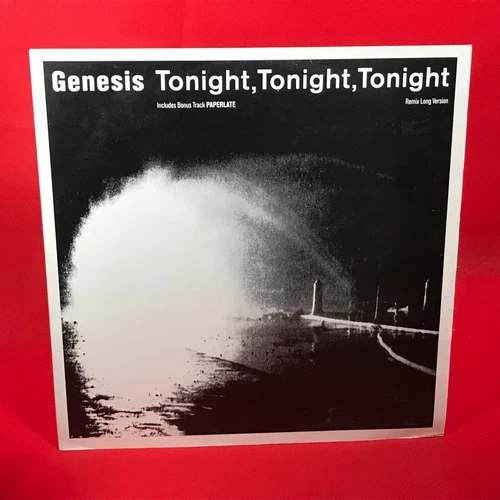 Genesis Tonight,Tonight,Tonight
Includes Bonus Track PAPERLATE
Remix Long Version